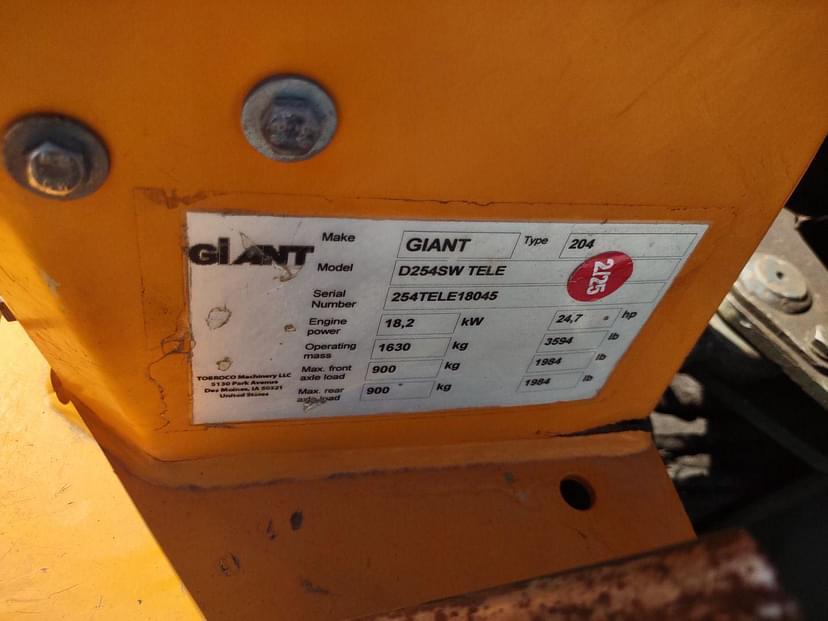 GiANT
Make GIANT Type 204
Model D254SW TELE
2/25
Serial Number 254TELE18045
Engine power 18,2 kW 24,7 hp
Operating mass 1630 kg 3594 lb
Max. front axle load 900 kg 1984 lb
Max. rear axle load 900 kg 1984 lb
TOBROCO Machinery LLC
5130 Park Avenue
Des Moines, IA 50321
United States